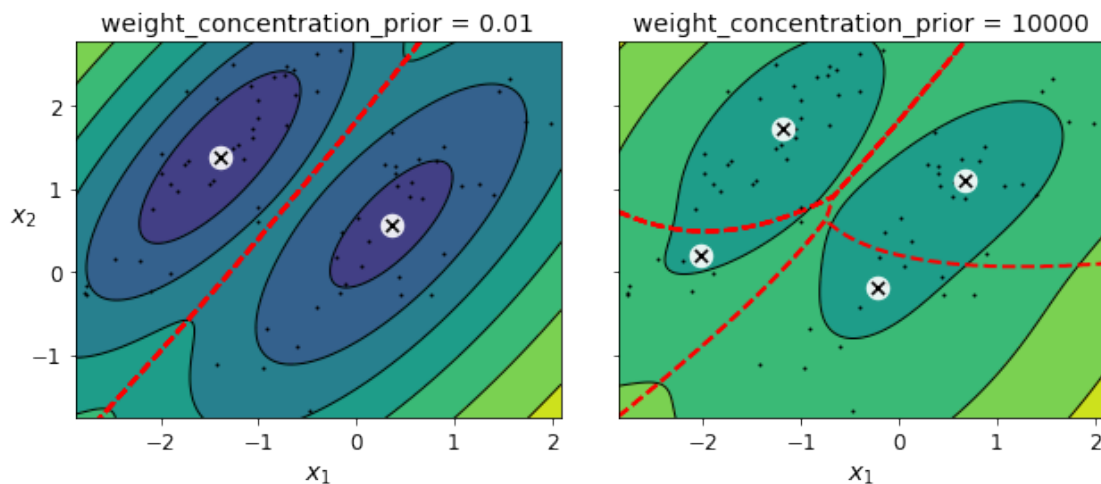 weight_concentration_prior = 0.01
weight_concentration_prior = 10000
2
1
0
−1
x2
−2
−1
0
1
2
x1
−2
−1
0
1
2
x1